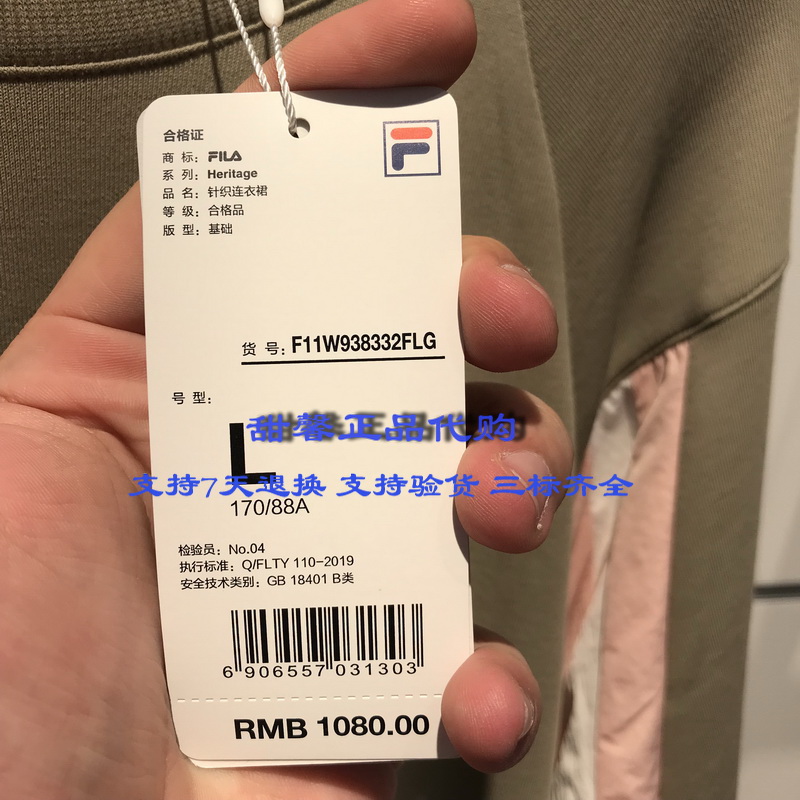 合格证
商 标：FILA
系 列：Heritage
品 名：针织连衣裙
等 级：合格品
版 型：基础
货 号：F11W938332FLG
号 型：
L
甜馨正品代购
支持7天退换 支持验货 三标齐全
170/88A
检验员：No.04
执行标准：Q/FLTY 110-2019
安全技术类别：GB 18401 B类
6 906557 031303
RMB 1080.00